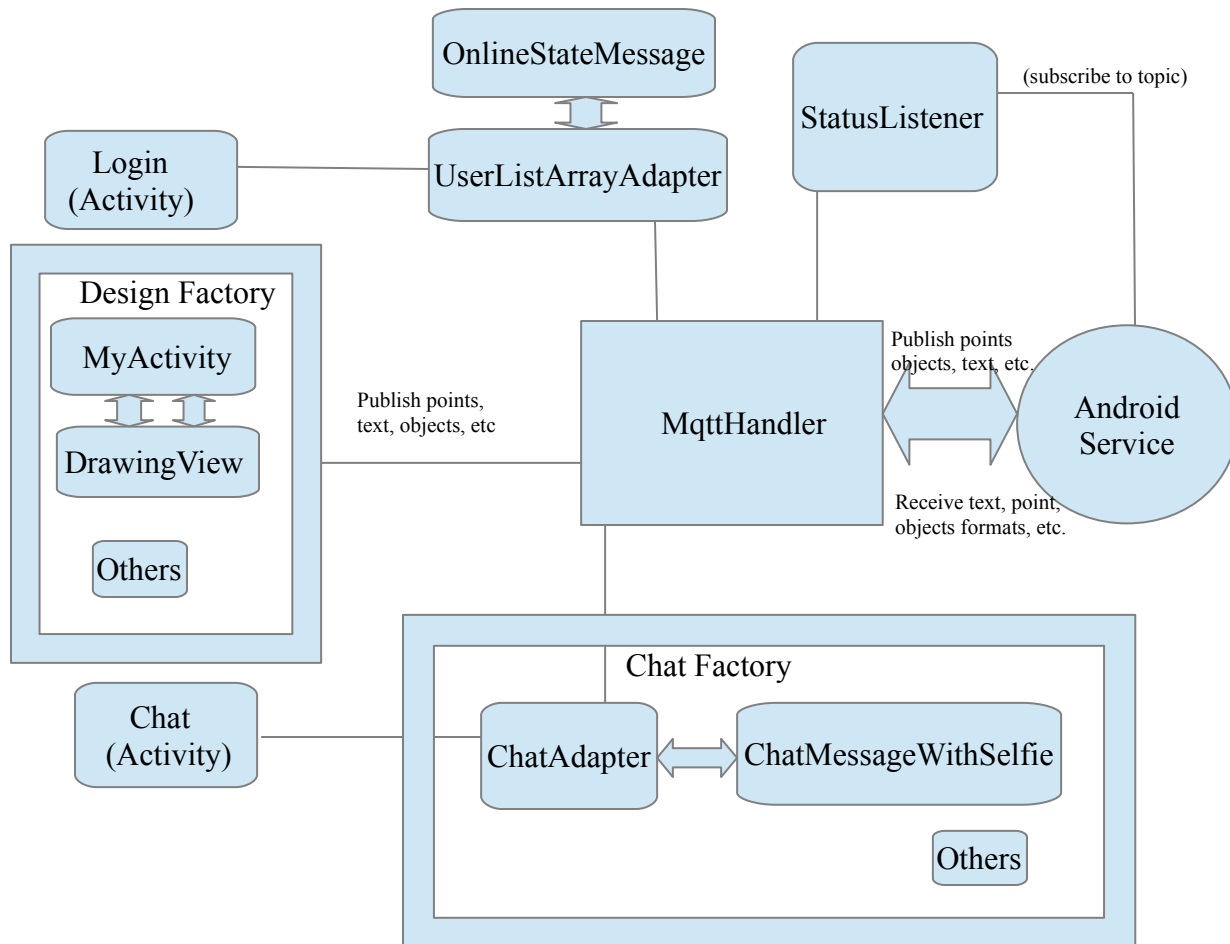 OnlineStateMessage
(subscribe to topic)
StatusListener
Login
(Activity)
UserListArrayAdapter
Design Factory
MyActivity
DrawingView
Others
Publish points,
text, objects, etc
MqttHandler
Publish points
objects, text, etc.
Android
Service
Receive text, point,
objects formats, etc.
Chat
(Activity)
Chat Factory
ChatAdapter
ChatMessageWithSelfie
Others